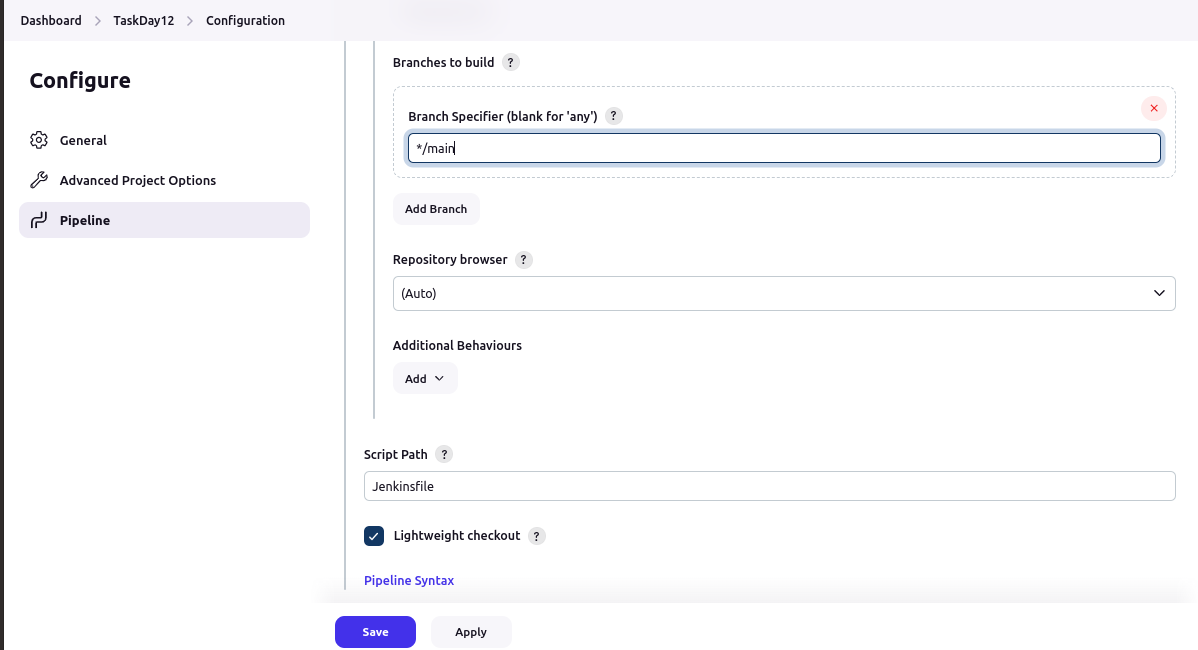 Dashboard > TaskDay12 > Configuration
Configure
General
Advanced Project Options
Pipeline
Branches to build ?
Branch Specifier (blank for 'any') ?
*/main
Add Branch
Repository browser ?
(Auto)
Additional Behaviours
Add
Script Path ?
Jenkinsfile
Lightweight checkout ?
Pipeline Syntax
Save
Apply